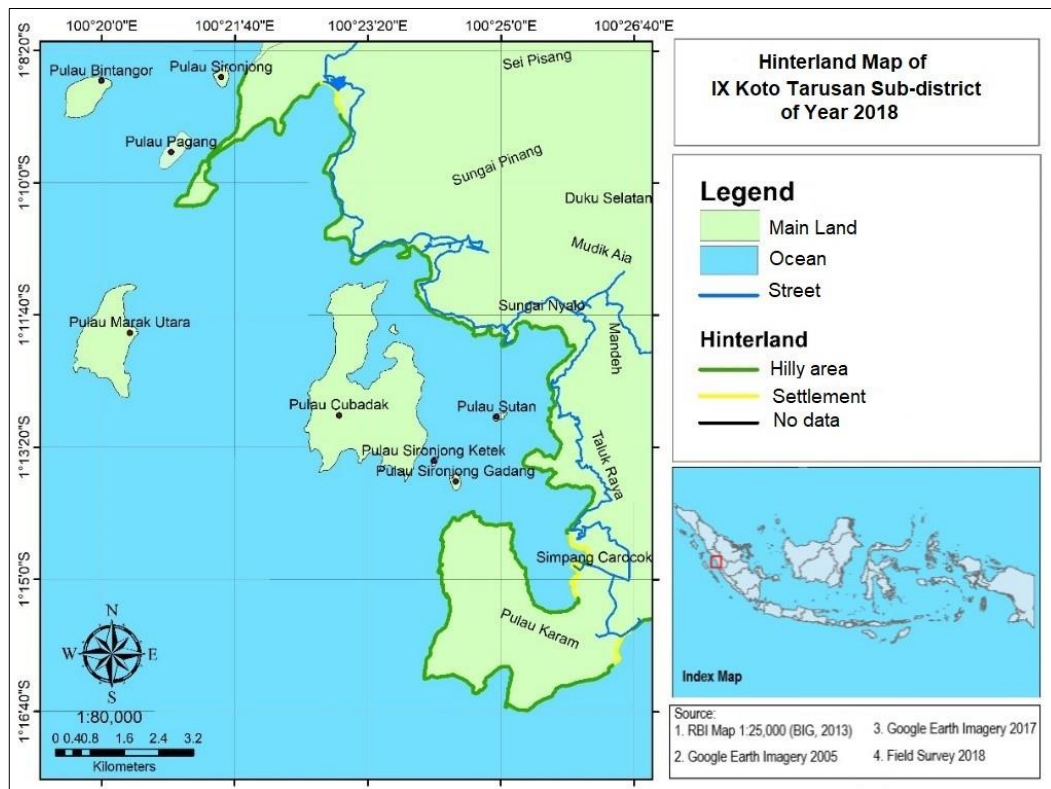 100°20'0"E
100°21'40"E
100°23'20"E
100°25'0"E
100°26'40"E
1°8'20"S
1°10'0"S
1°11'40"S
1°13'20"S
1°15'0"S
1°16'40"S
Pulau Bintangor
Pulau Sironjong
Sei Pisang
Pulau Pagang
Sungai Pinang
Duku Selatan
Mudik Aia
Sungai Nyalo
Pulau Marak Utara
Mandeh
Pulau Cubadak
Pulau Sutan
Pulau Sironjong Ketek
Pulau Sironjong Gadang
Taluk Raya
Simpang Carocok
Pulau Karam
N
W
E
S
1:80,000
0 0.40.8 1.6 2.4 3.2
Kilometers
Hinterland Map of
IX Koto Tarusan Sub-district
of Year 2018
Legend
Main Land
Ocean
Street
Hinterland
Hilly area
Settlement
No data
Index Map
Source:
1. RBI Map 1:25,000 (BIG, 2013)
2. Google Earth Imagery 2005
3. Google Earth Imagery 2017
4. Field Survey 2018